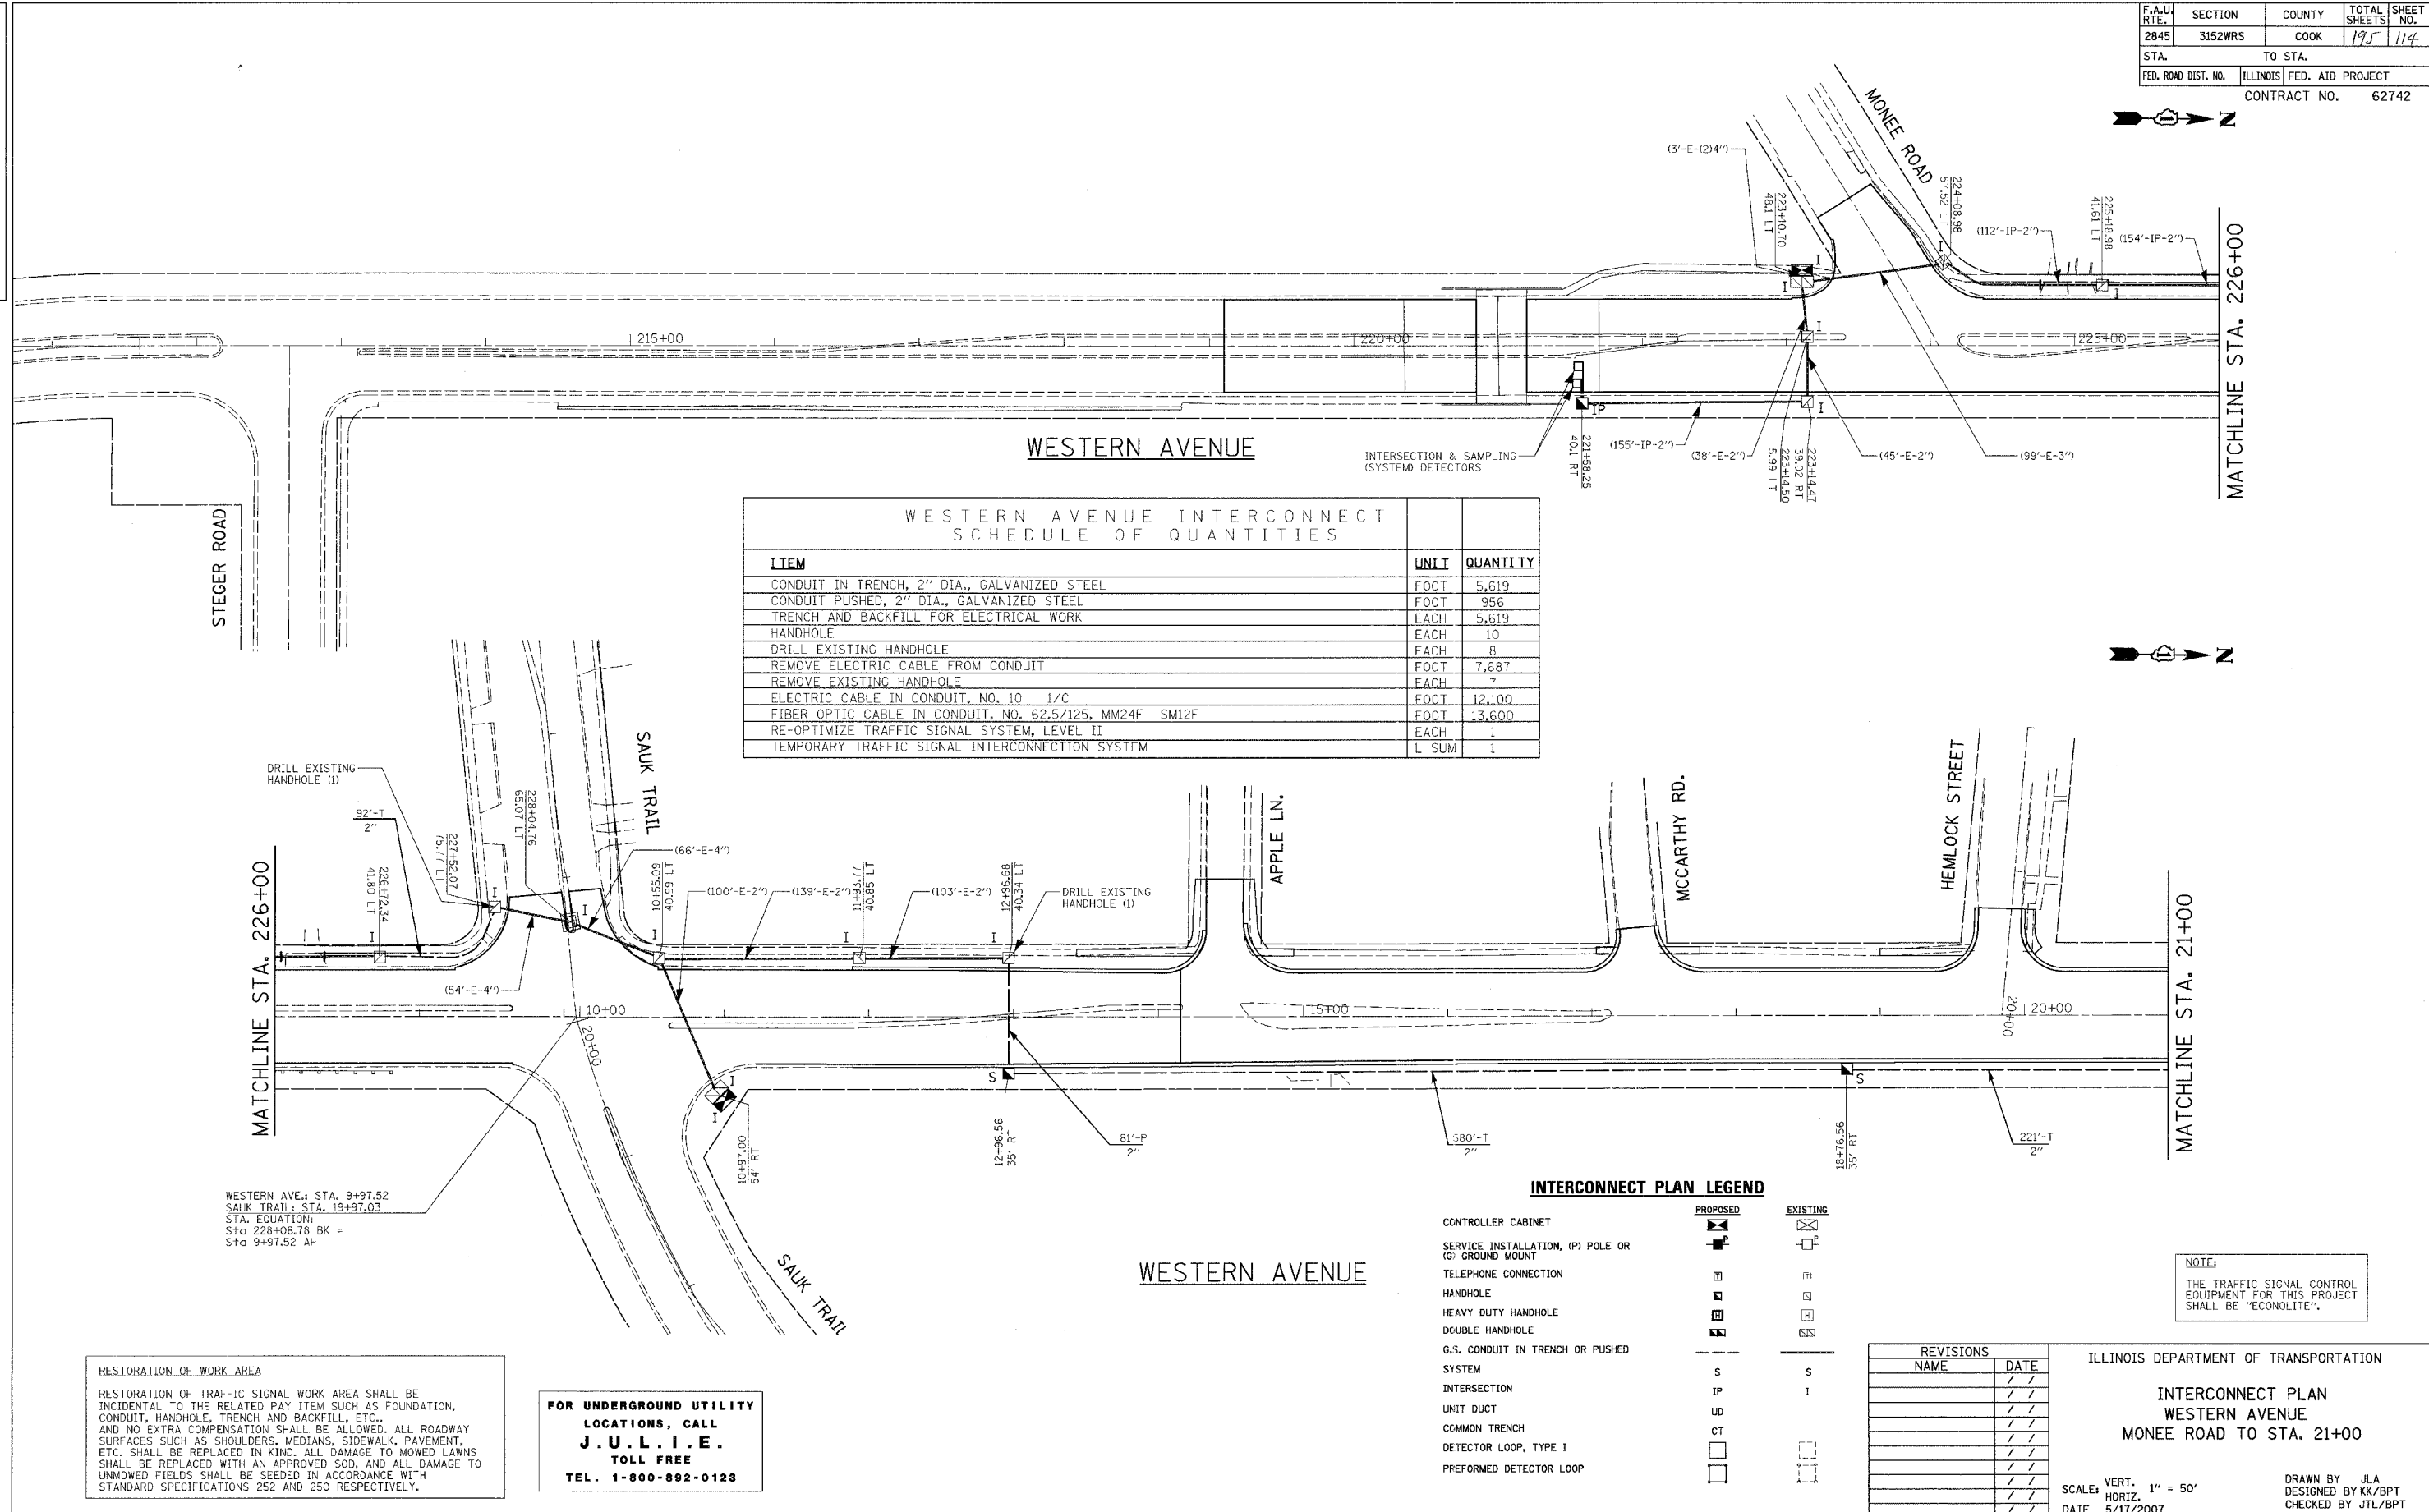 F.A.U. RTE. SECTION COUNTY TOTAL SHEETS SHEET NO.
2845 3152WRS COOK 195 114
STA. TO STA.
FED. ROAD DIST. NO. ILLINOIS FED. AID PROJECT
CONTRACT NO. 62742
N
MONEE ROAD
(3'-E-(2)4")
223+10.70
48.1 LT
224+08.98
57.52 LT
(112'-IP-2")
225+18.98
41.61 LT
(154'-IP-2")
MATCHLINE STA. 226+00
I
I
I
I
I
I
215+00
220+00
225+00
IP
WESTERN AVENUE
INTERSECTION & SAMPLING
(SYSTEM) DETECTORS
221+58.25
40.1 RT
(155'-IP-2")
(38'-E-2")
223+14.50
5.99 LT
223+14.47
39.02 RT
(45'-E-2")
(99'-E-3")
STEGER ROAD
WESTERN AVENUE INTERCONNECT
SCHEDULE OF QUANTITIES
ITEM UNIT QUANTITY
CONDUIT IN TRENCH, 2" DIA., GALVANIZED STEEL FOOT 5,619
CONDUIT PUSHED, 2" DIA., GALVANIZED STEEL FOOT 956
TRENCH AND BACKFILL FOR ELECTRICAL WORK EACH 5,619
HANDHOLE EACH 10
DRILL EXISTING HANDHOLE EACH 8
REMOVE ELECTRIC CABLE FROM CONDUIT FOOT 7,687
REMOVE EXISTING HANDHOLE EACH 7
ELECTRIC CABLE IN CONDUIT, NO. 10 1/C FOOT 12,100
FIBER OPTIC CABLE IN CONDUIT, NO. 62.5/125, MM24F SM12F FOOT 13,600
RE-OPTIMIZE TRAFFIC SIGNAL SYSTEM, LEVEL II EACH 1
TEMPORARY TRAFFIC SIGNAL INTERCONNECTION SYSTEM L SUM 1
N
DRILL EXISTING
HANDHOLE (1)
92'-T
2"
226+72.34
41.80 LT
227+52.07
75.77 LT
228+04.76
65.07 LT
SAUK TRAIL
(66'-E-4")
10+55.09
40.59 LT
(100'-E-2")
(139'-E-2")
11+93.77
40.85 LT
(103'-E-2")
12+96.68
40.34 LT
DRILL EXISTING
HANDHOLE (1)
APPLE LN.
MCCARTHY RD.
HEMLOCK STREET
MATCHLINE STA. 226+00
MATCHLINE STA. 21+00
I
I
I
I
I
I
(54'-E-4")
10+00
20+00
15+00
20+00
20+00
I
I
S
S
10+97.00
54' RT
12+96.56
35' RT
81'-P
2"
580'-T
2"
18+76.56
35' RT
221'-T
2"
WESTERN AVE.: STA. 9+97.52
SAUK TRAIL: STA. 19+97.03
STA. EQUATION:
Sta 228+08.78 BK =
Sta 9+97.52 AH
SAUK TRAIL
WESTERN AVENUE
INTERCONNECT PLAN LEGEND
PROPOSED EXISTING
CONTROLLER CABINET
SERVICE INSTALLATION, (P) POLE OR P P
(G) GROUND MOUNT
TELEPHONE CONNECTION T T
HANDHOLE
HEAVY DUTY HANDHOLE H H
DOUBLE HANDHOLE
G.S. CONDUIT IN TRENCH OR PUSHED
SYSTEM S S
INTERSECTION IP I
UNIT DUCT UD
COMMON TRENCH CT
DETECTOR LOOP, TYPE I
PREFORMED DETECTOR LOOP
NOTE:
THE TRAFFIC SIGNAL CONTROL
EQUIPMENT FOR THIS PROJECT
SHALL BE "ECONOLITE".
RESTORATION OF WORK AREA
RESTORATION OF TRAFFIC SIGNAL WORK AREA SHALL BE
INCIDENTAL TO THE RELATED PAY ITEM SUCH AS FOUNDATION,
CONDUIT, HANDHOLE, TRENCH AND BACKFILL, ETC.,
AND NO EXTRA COMPENSATION SHALL BE ALLOWED. ALL ROADWAY
SURFACES SUCH AS SHOULDERS, MEDIANS, SIDEWALK, PAVEMENT,
ETC. SHALL BE REPLACED IN KIND. ALL DAMAGE TO MOWED LAWNS
SHALL BE REPLACED WITH AN APPROVED SOD, AND ALL DAMAGE TO
UNMOWED FIELDS SHALL BE SEEDED IN ACCORDANCE WITH
STANDARD SPECIFICATIONS 252 AND 250 RESPECTIVELY.
FOR UNDERGROUND UTILITY
LOCATIONS, CALL
J.U.L.I.E.
TOLL FREE
TEL. 1-800-892-0123
REVISIONS
NAME DATE
/ /
/ /
/ /
/ /
/ /
/ /
/ /
/ /
/ /
/ /
ILLINOIS DEPARTMENT OF TRANSPORTATION
INTERCONNECT PLAN
WESTERN AVENUE
MONEE ROAD TO STA. 21+00
SCALE: VERT. HORIZ. 1" = 50'
DATE 5/17/2007
DRAWN BY JLA
DESIGNED BY KK/BPT
CHECKED BY JTL/BPT